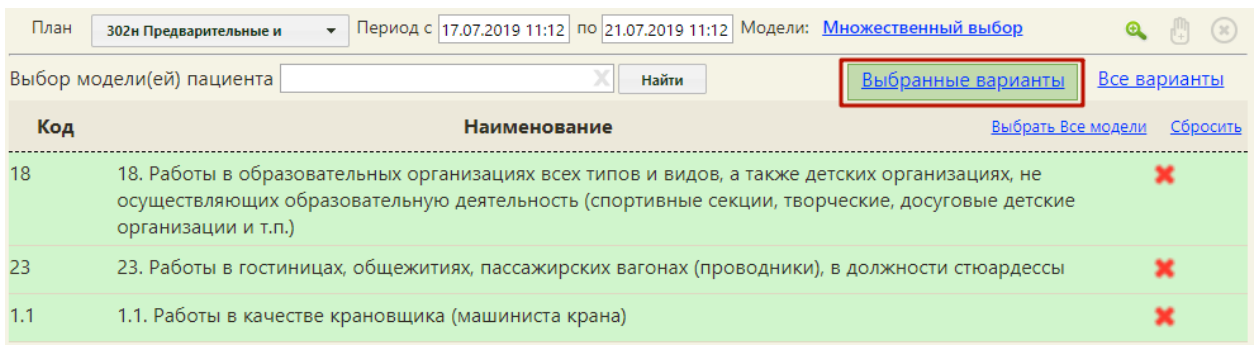 План 302н Предварительные и Период с 17.07.2019 11:12 по 21.07.2019 11:12 Модели: Множественный выбор
Выбор модели(ей) пациента Найти Выбранные варианты Все варианты
Код Наименование Выбрать Все модели Сбросить
18 18. Работы в образовательных организациях всех типов и видов, а также детских организациях, не
осуществляющих образовательную деятельность (спортивные секции, творческие, досуговые детские
организации и т.п.)
23 23. Работы в гостиницах, общежитиях, пассажирских вагонах (проводники), в должности стюардессы
1.1 1.1. Работы в качестве крановщика (машиниста крана)